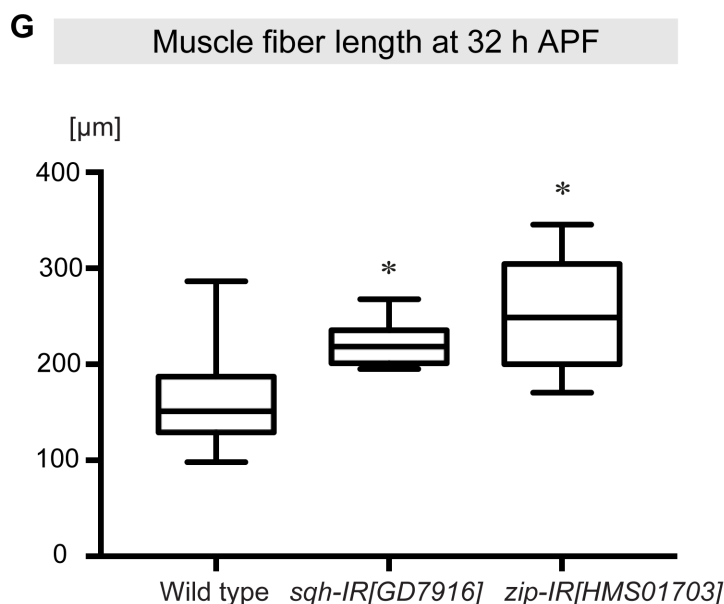 G
Muscle fiber length at 32 h APF
[µm]
400
*
300
*
200
100
0
Wild type sqh-IR[GD7916] zip-IR[HMS01703]